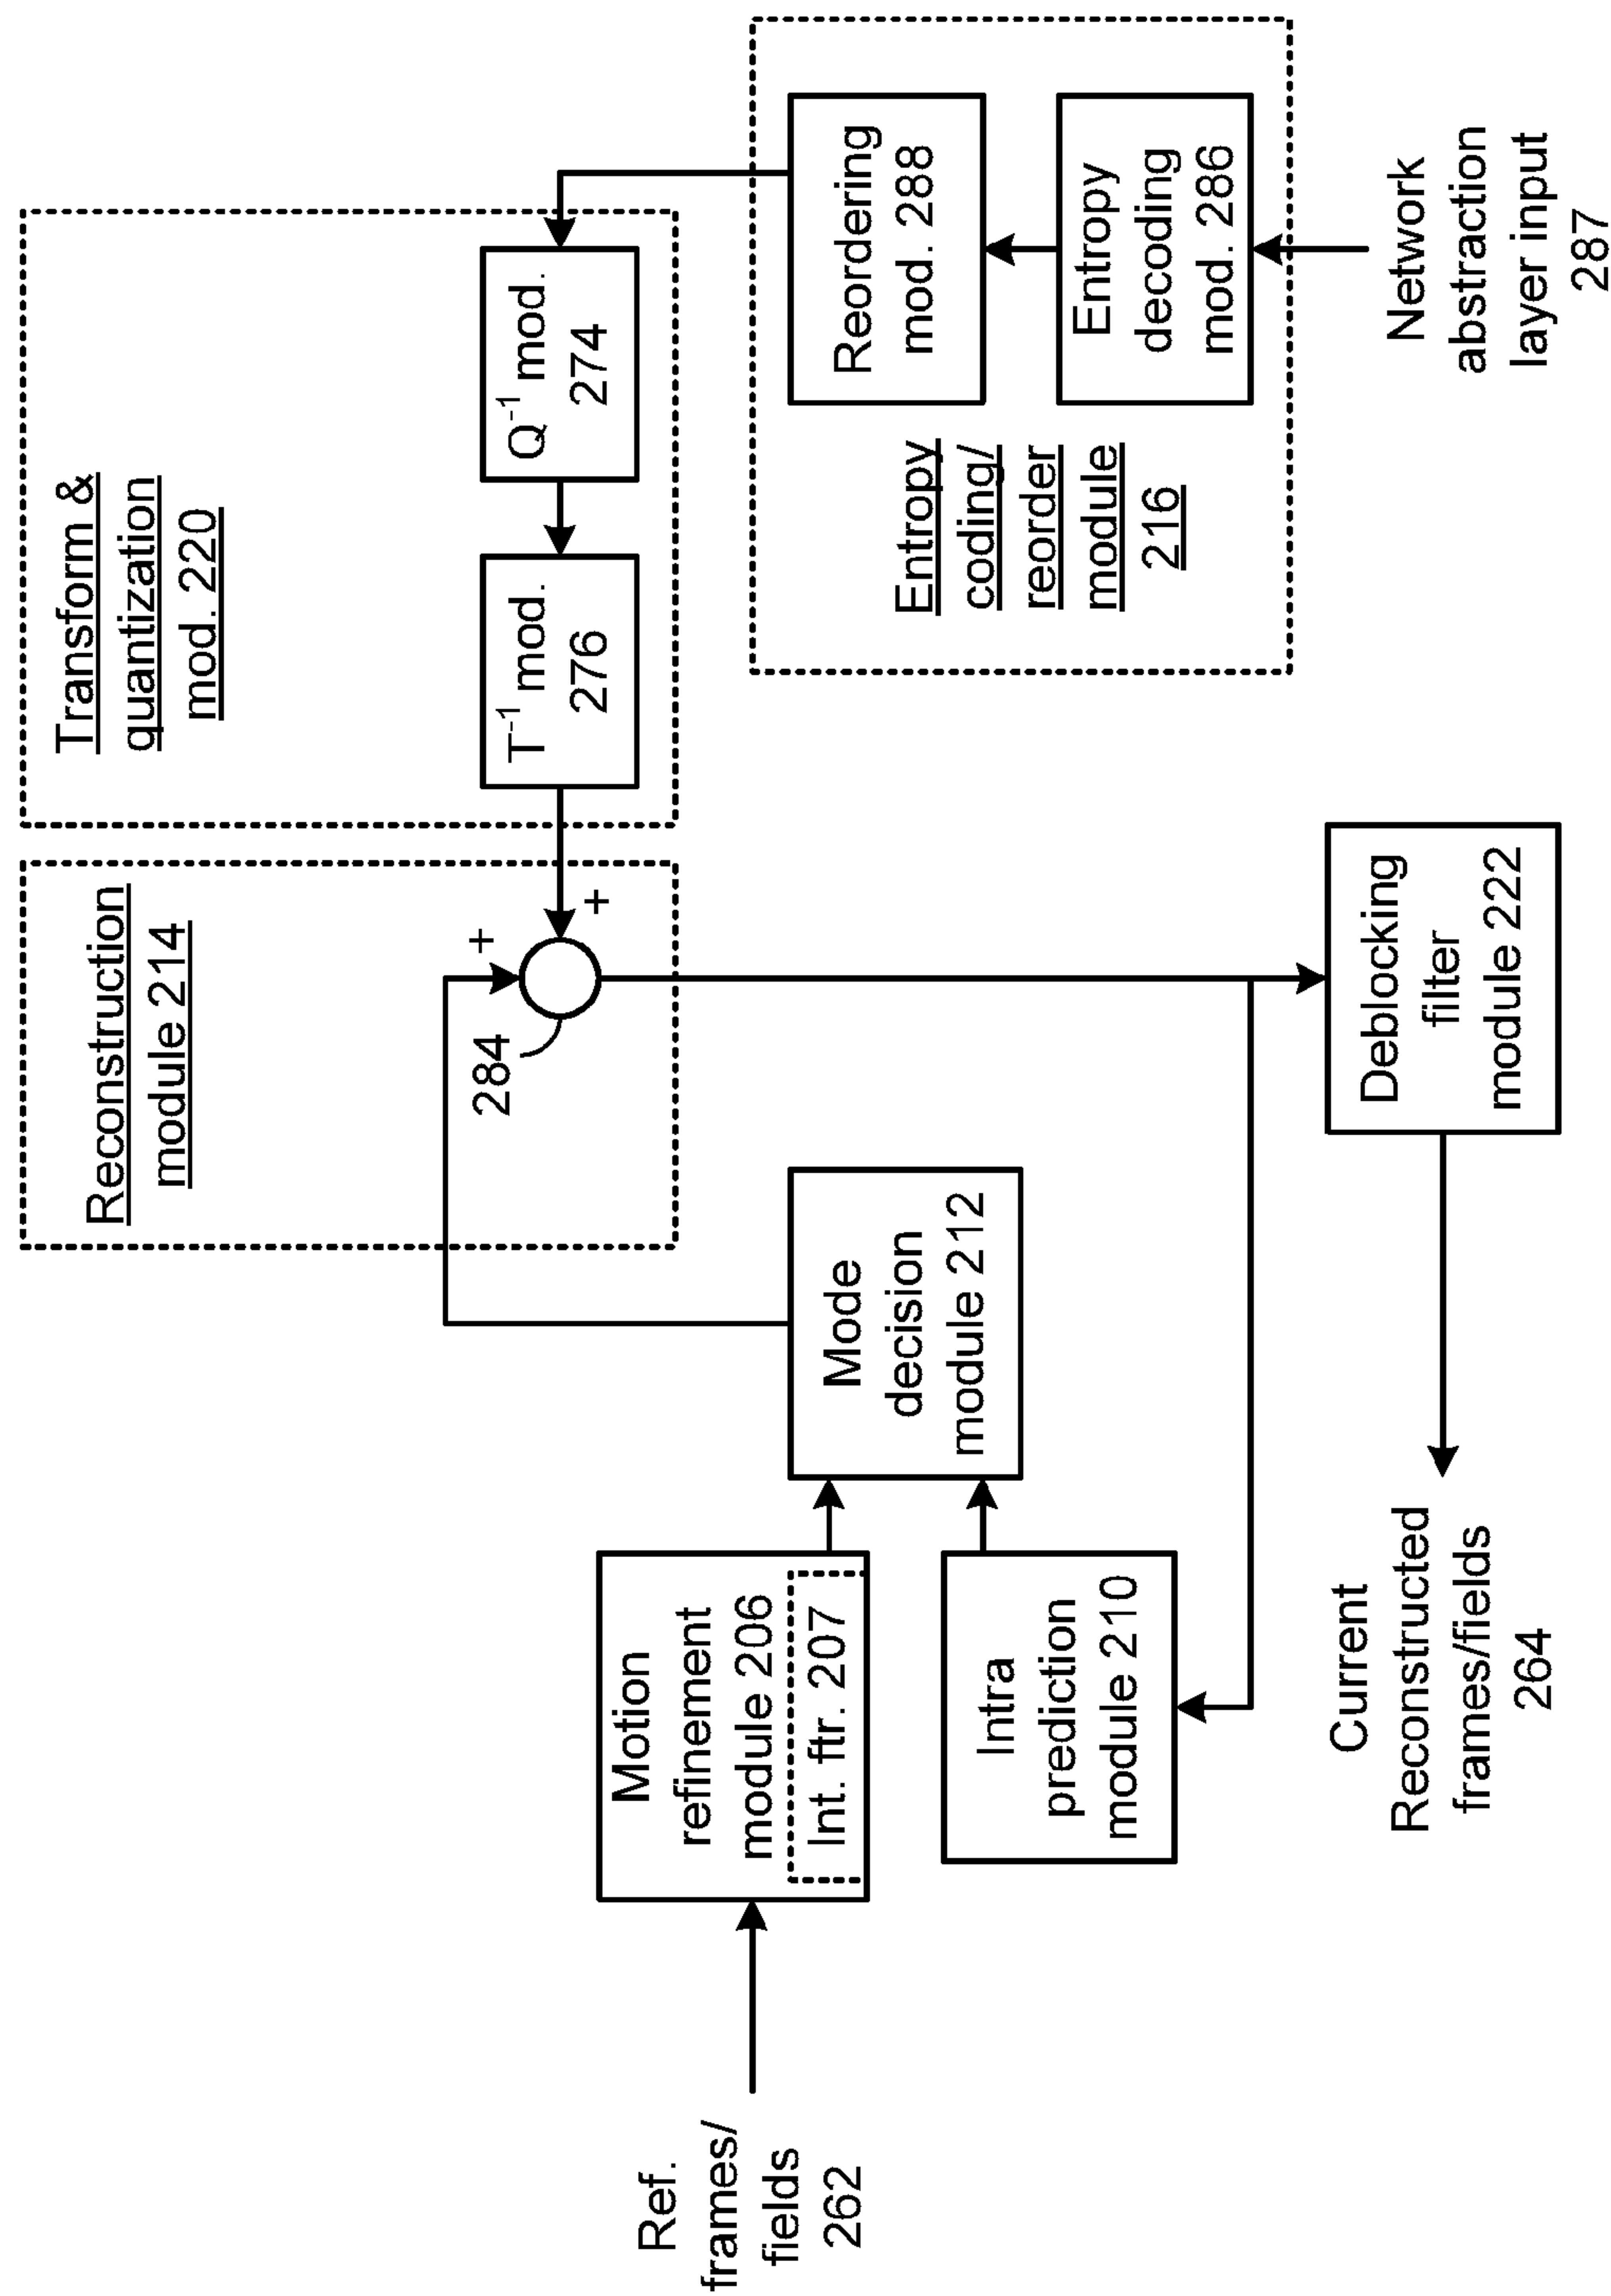 Transform &
quantization
mod. 220
Q-1 mod.
274
T-1 mod.
276
Reconstruction
module 214
+
+
284
Reordering
mod. 288
Entropy
decoding
mod. 286
Entropy
coding/
reorder
module
216
Network
abstraction
layer input
287
Mode
decision
module 212
Motion
refinement
module 206
Int. ftr. 207
Ref.
frames/
fields
262
Intra
prediction
module 210
Deblocking
filter
module 222
Current
Reconstructed
frames/fields
264